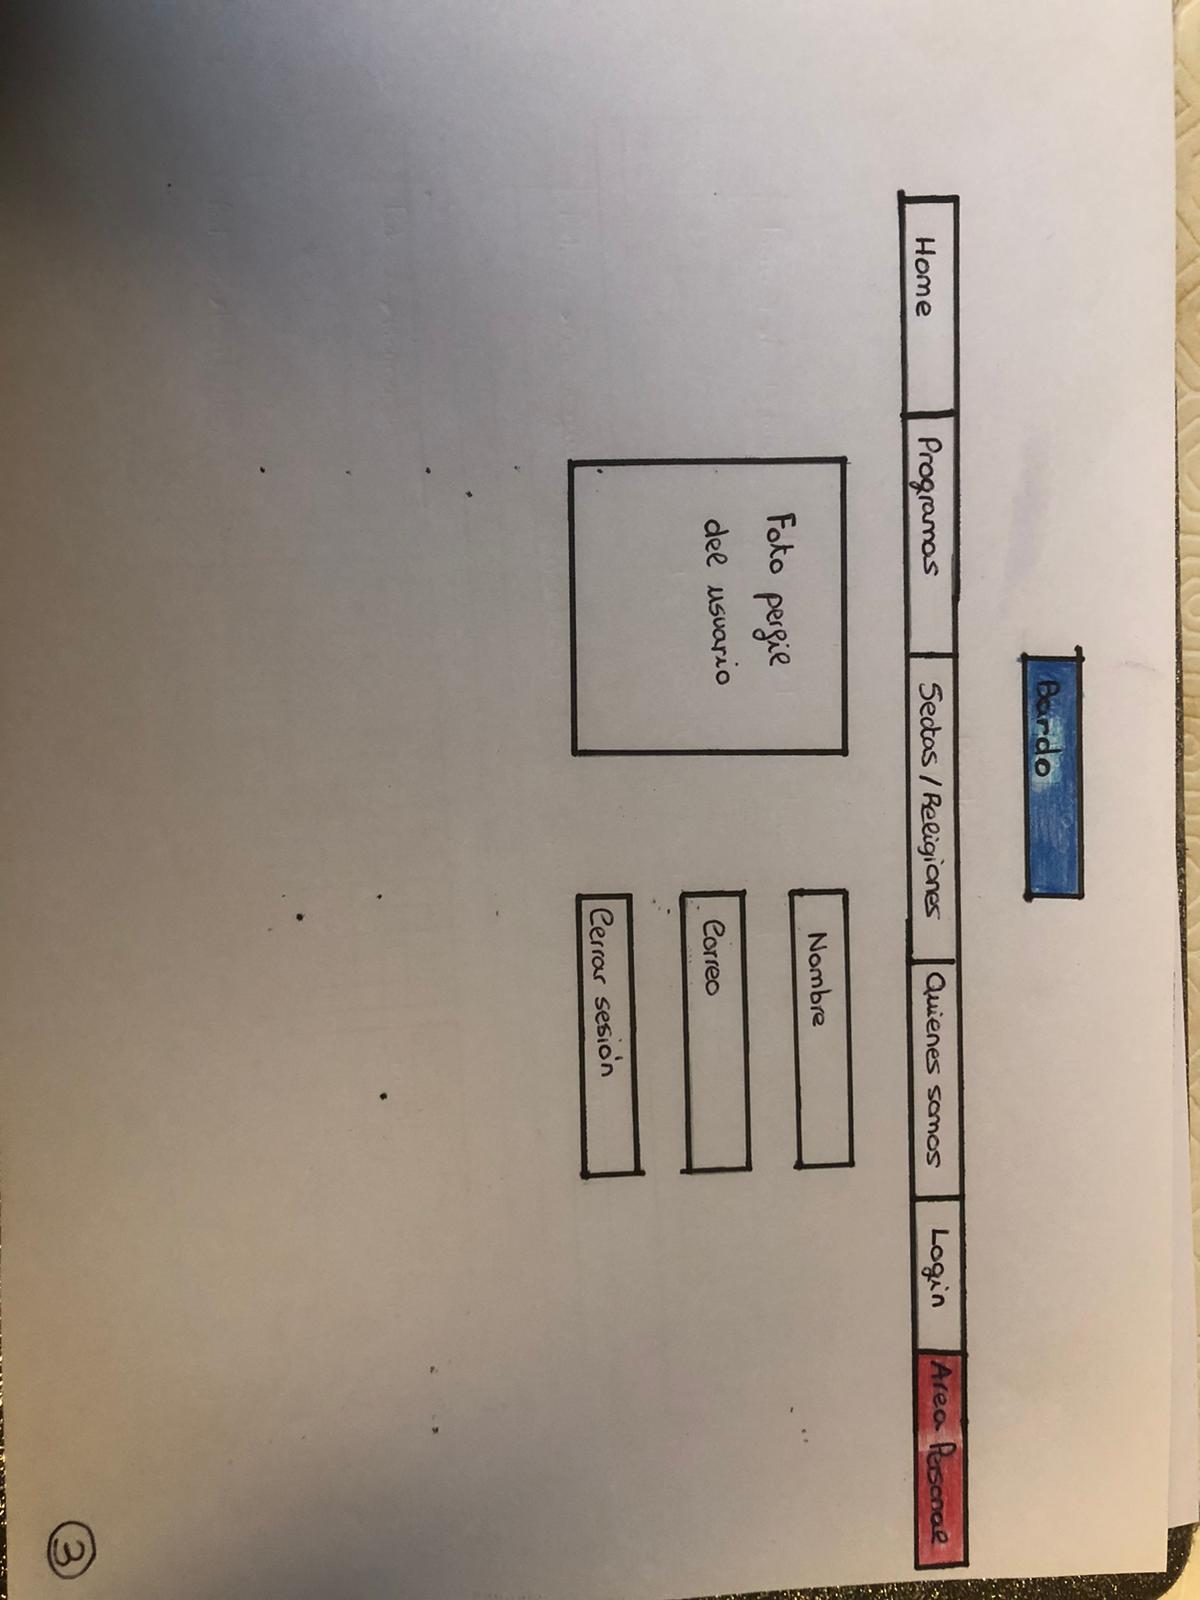 Bardo
Home
Programas
Sectas / Religiones
Quienes somos
Login
Area Personal
Foto perfil
del usuario
Nombre
Correo
Cerrar sesión
3